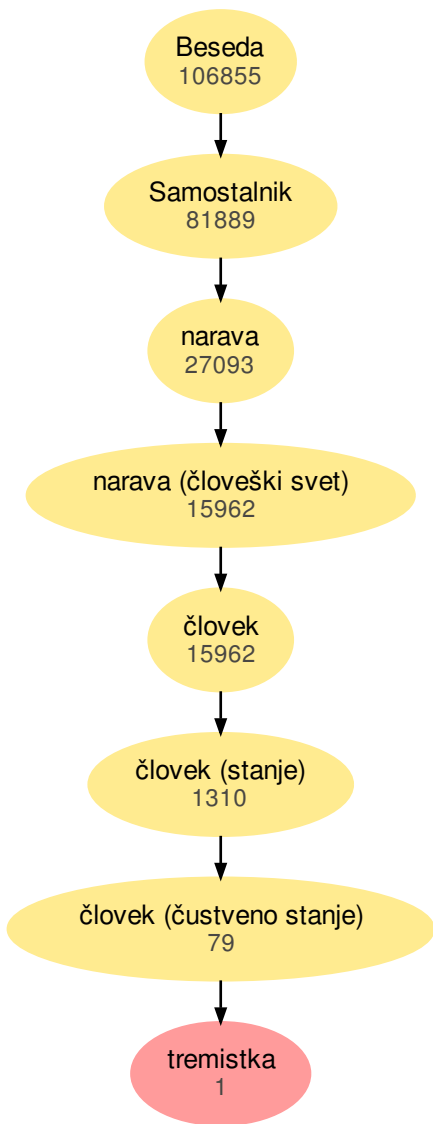 Beseda
106855
Samostalnik
81889
narava
27093
narava (človeški svet)
15962
človek
15962
človek (stanje)
1310
človek (čustveno stanje)
79
tremistka
1